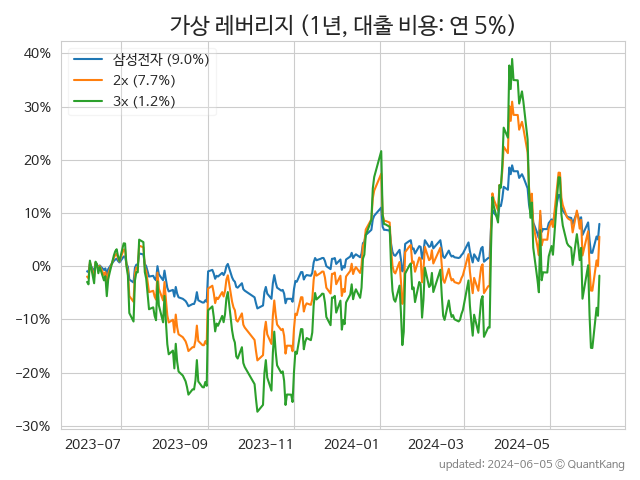 가상 레버리지 (1년, 대출 비용: 연 5%)
40%
30%
20%
10%
0%
−10%
−20%
−30%
삼성전자 (9.0%)
2x (7.7%)
3x (1.2%)
2023-07
2023-09
2023-11
2024-01
2024-03
2024-05
updated: 2024-06-05 ⓒ QuantKang